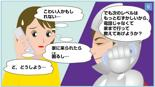 こわい人かもし
れない…
家に来られたら
困るし…
ど、どうしよう…
でも次のレベルは
もっとむずかしいから、
電話じゃなくて
家まで行って
教えてあげようか？